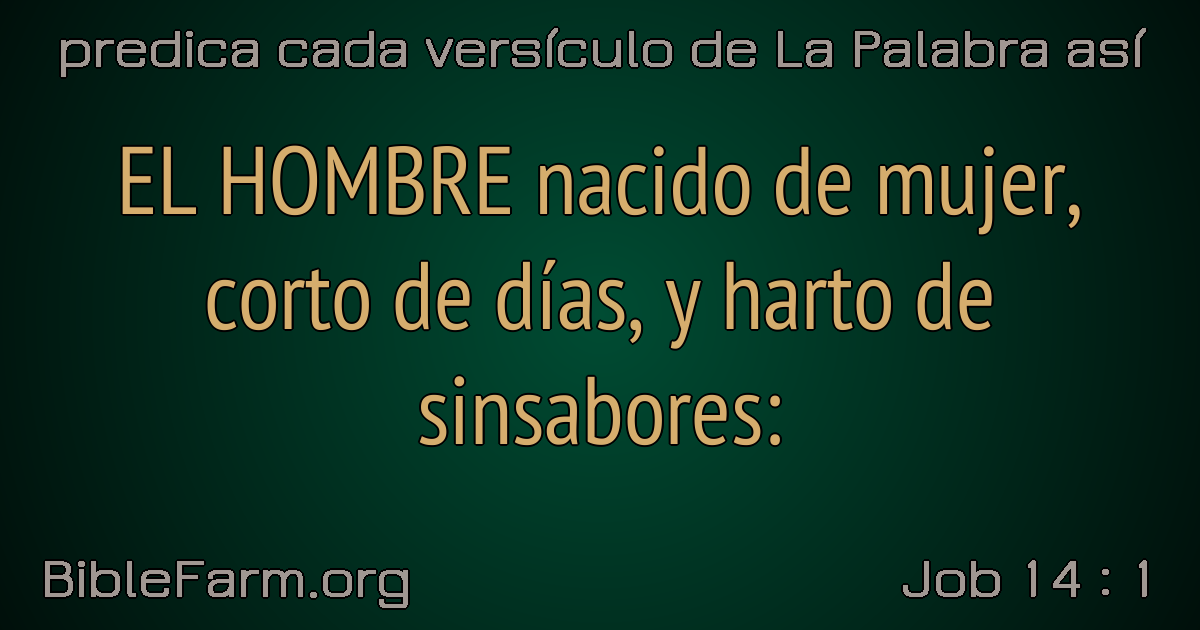 predica cada versículo de La Palabra así
EL HOMBRE nacido de mujer,
corto de días, y harto de
sinsabores:
BibleFarm.org
Job 14 : 1